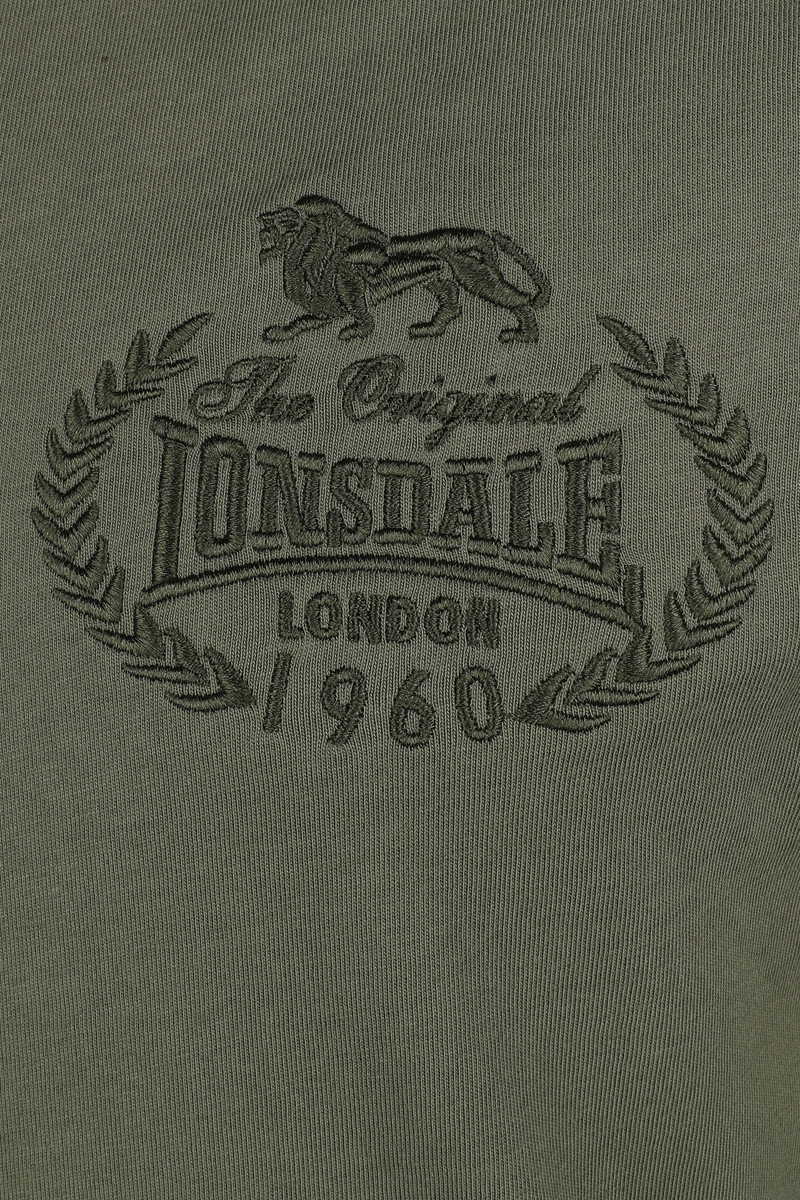 The Original
LONSDALE
LONDON
1960